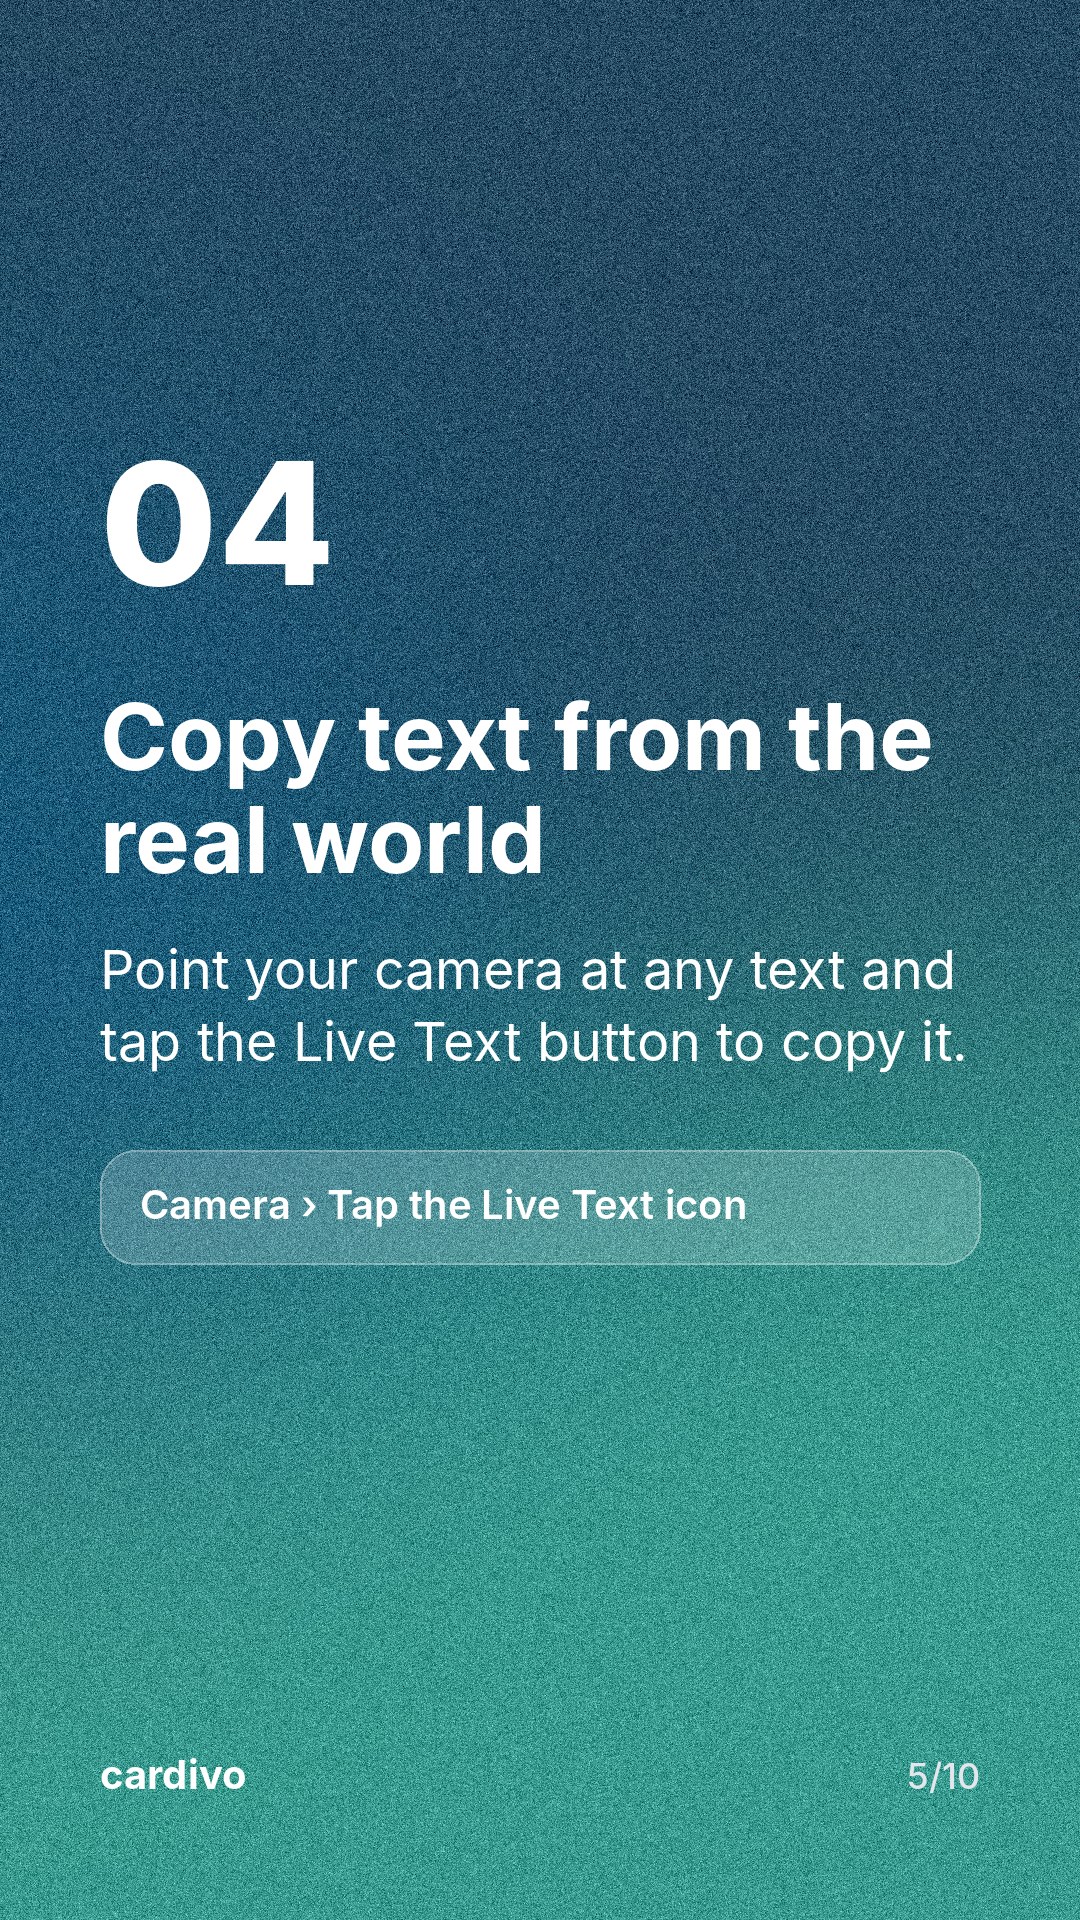 04
Copy text from the
real world
Point your camera at any text and
tap the Live Text button to copy it.
Camera › Tap the Live Text icon
cardivo
5/10